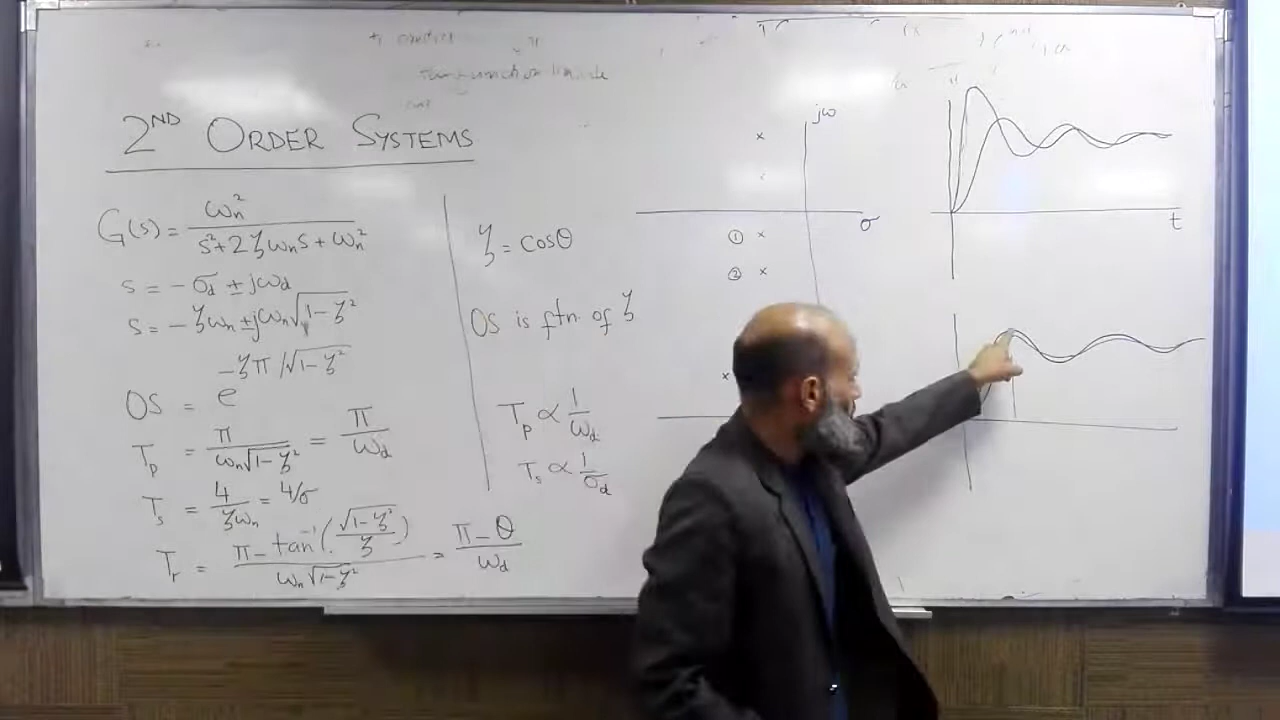 2ND ORDER SYSTEMS
G(s) = ωn² / s²+2ζωns+ωn²
s = -σd ± jωd
s = -ζωn ± jωn√1-ζ²
OS = e^-ζπ/√1-ζ²
Tp = π / ωn√1-ζ² = π / ωd
Ts = 4 / ζωn = 4/σ
Tr = π - tan⁻¹(√1-ζ² / ζ) / ωn√1-ζ² = π - θ / ωd
ζ = cosθ
OS is ftn. of ζ
Tp ∝ 1 / ωd
Ts ∝ 1 / σd
jω
σ
① ×
② ×
t